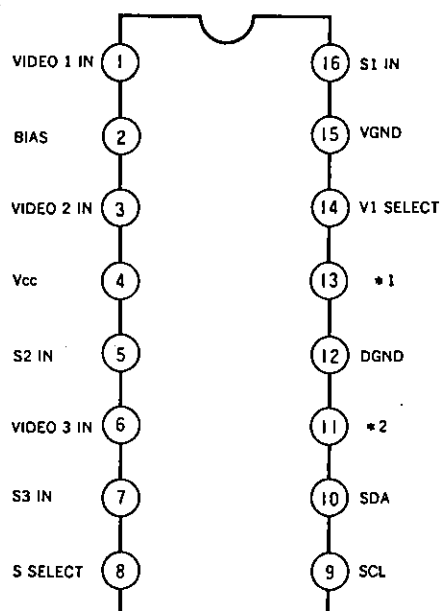 VIDEO 1 IN 1 16 S1 IN
BIAS 2 15 VGND
VIDEO 2 IN 3 14 V1 SELECT
Vcc 4 13 *1
S2 IN 5 12 DGND
VIDEO 3 IN 6 11 *2
S3 IN 7 10 SDA
S SELECT 8 9 SCL